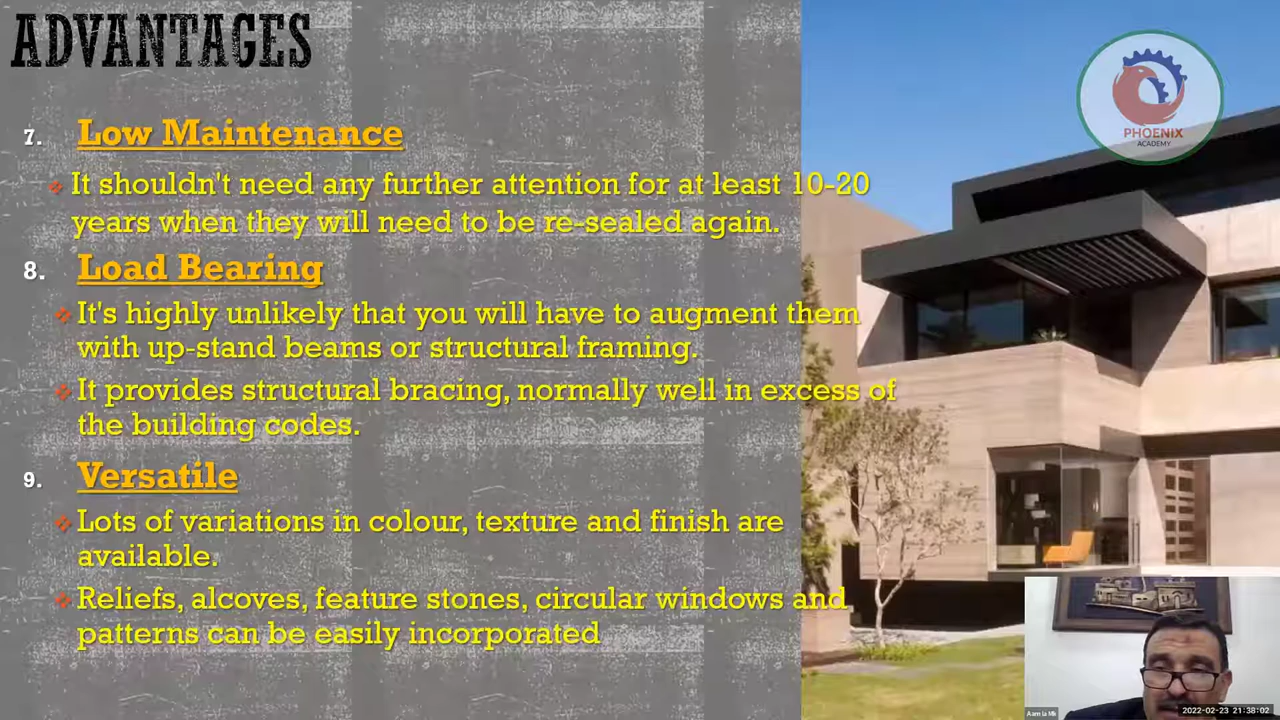 ADVANTAGES
PHOENIX
ACADEMY
7. Low Maintenance
It shouldn't need any further attention for at least 10-20
years when they will need to be re-sealed again.
8. Load Bearing
It's highly unlikely that you will have to augment them
with up-stand beams or structural framing.
It provides structural bracing, normally well in excess of
the building codes.
9. Versatile
Lots of variations in colour, texture and finish are
available.
Reliefs, alcoves, feature stones, circular windows and
patterns can be easily incorporated
2022-02-23 21:38:02